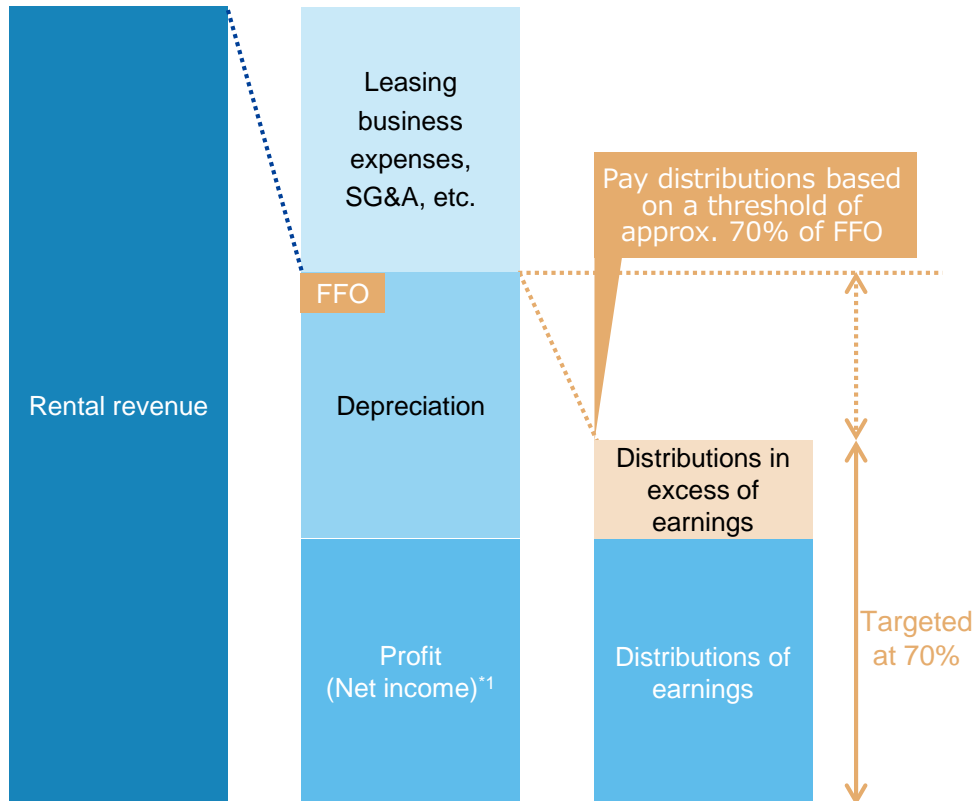 Rental revenue
Leasing
business
expenses,
SG&A, etc.
FFO
Depreciation
Profit
(Net income)*1
Pay distributions based
on a threshold of
approx. 70% of FFO
Distributions in
excess of
earnings
Distributions of
earnings
Targeted
at 70%